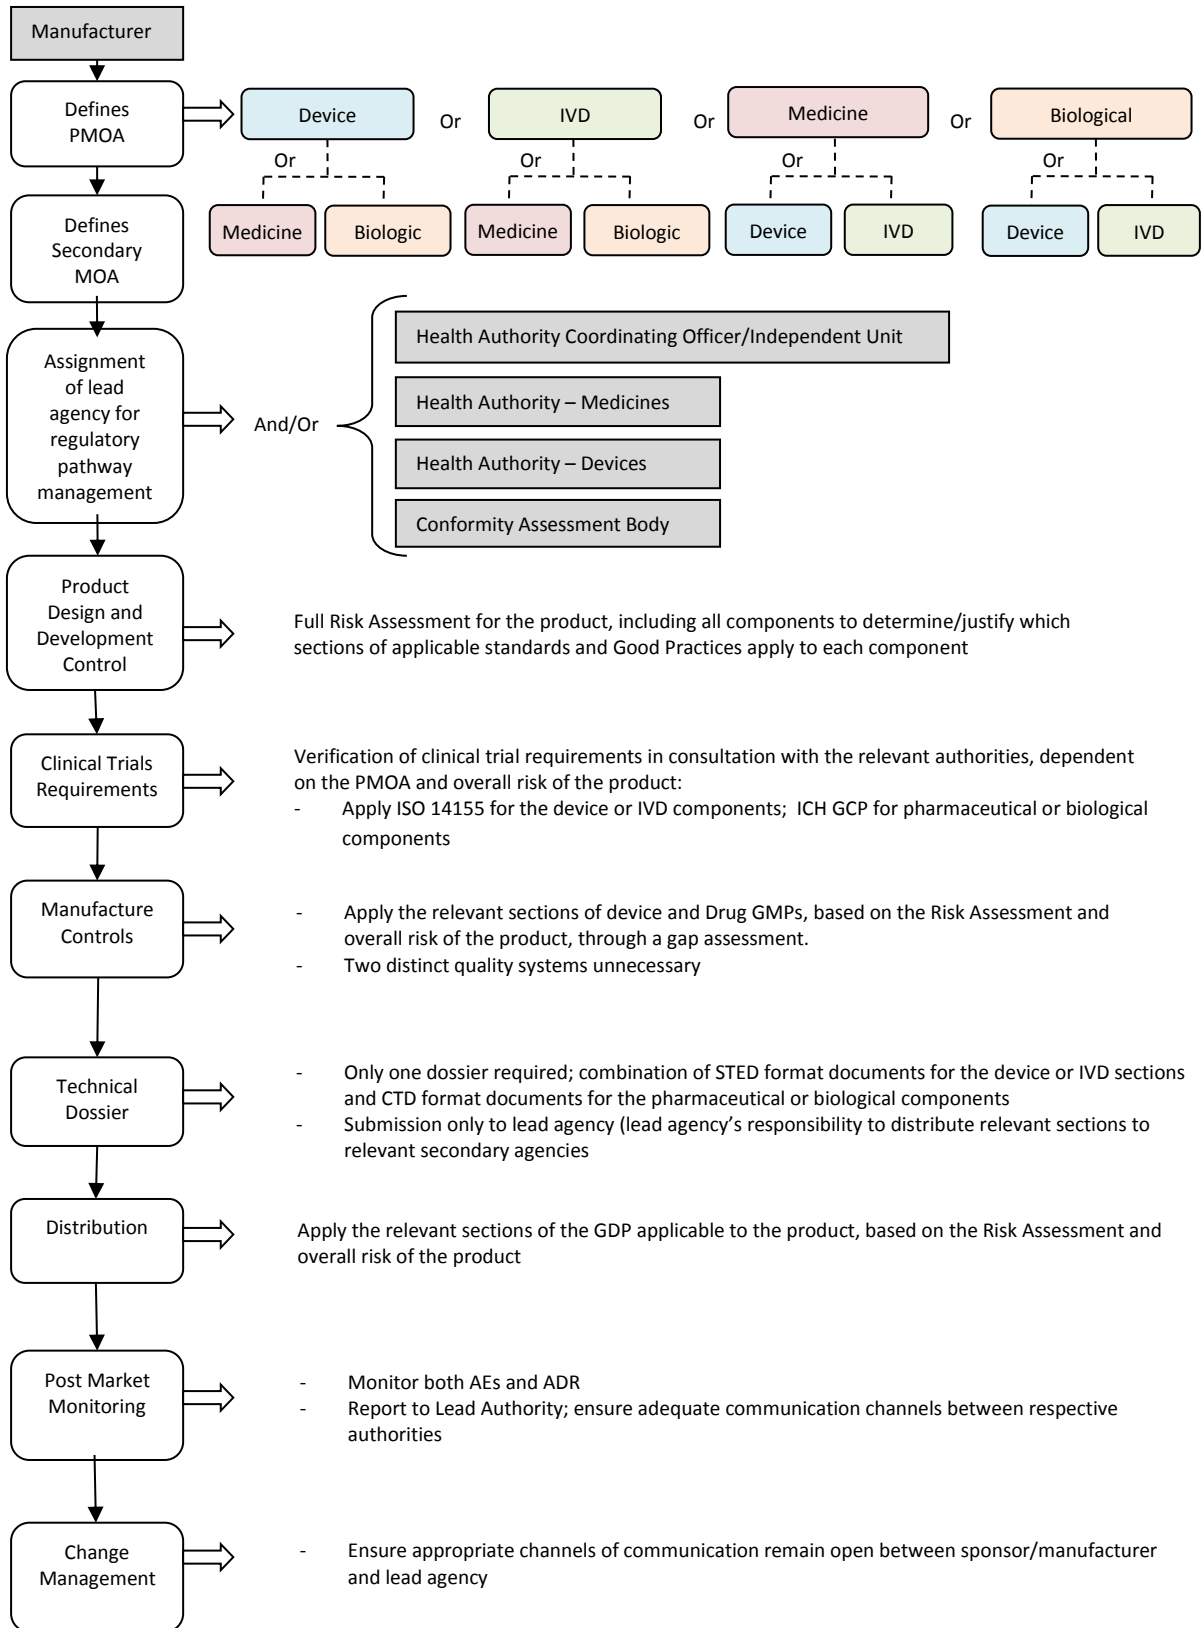 Manufacturer
Defines
PMOA
Device
Or
IVD
Or
Medicine
Or
Biological
Or
Or
Or
Or
Defines
Secondary
MOA
Medicine
Biologic
Medicine
Biologic
Device
IVD
Device
IVD
Assignment
of lead
agency for
regulatory
pathway
management
And/Or
Health Authority Coordinating Officer/Independent Unit
Health Authority – Medicines
Health Authority – Devices
Conformity Assessment Body
Product
Design and
Development
Control
Full Risk Assessment for the product, including all components to determine/justify which
sections of applicable standards and Good Practices apply to each component
Clinical Trials
Requirements
Verification of clinical trial requirements in consultation with the relevant authorities, dependent
on the PMOA and overall risk of the product:
- Apply ISO 14155 for the device or IVD components; ICH GCP for pharmaceutical or biological
components
Manufacture
Controls
- Apply the relevant sections of device and Drug GMPs, based on the Risk Assessment and
overall risk of the product, through a gap assessment.
- Two distinct quality systems unnecessary
Technical
Dossier
- Only one dossier required; combination of STED format documents for the device or IVD sections
and CTD format documents for the pharmaceutical or biological components
- Submission only to lead agency (lead agency’s responsibility to distribute relevant sections to
relevant secondary agencies
Distribution
Apply the relevant sections of the GDP applicable to the product, based on the Risk Assessment and
overall risk of the product
Post Market
Monitoring
- Monitor both AEs and ADR
- Report to Lead Authority; ensure adequate communication channels between respective
authorities
Change
Management
- Ensure appropriate channels of communication remain open between sponsor/manufacturer
and lead agency